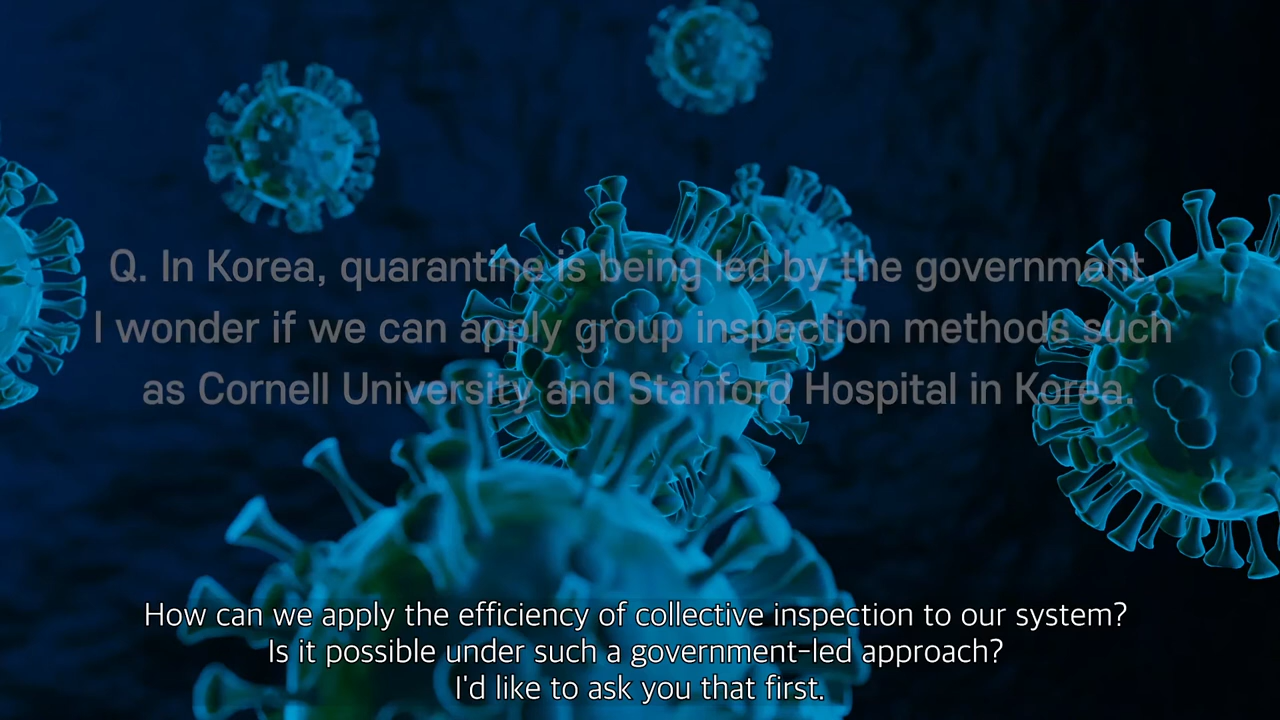 Q. In Korea, quarantine is being led by the government.
I wonder if we can apply group inspection methods such
as Cornell University and Stanford Hospital in Korea.
How can we apply the efficiency of collective inspection to our system?
Is it possible under such a government-led approach?
I'd like to ask you that first.